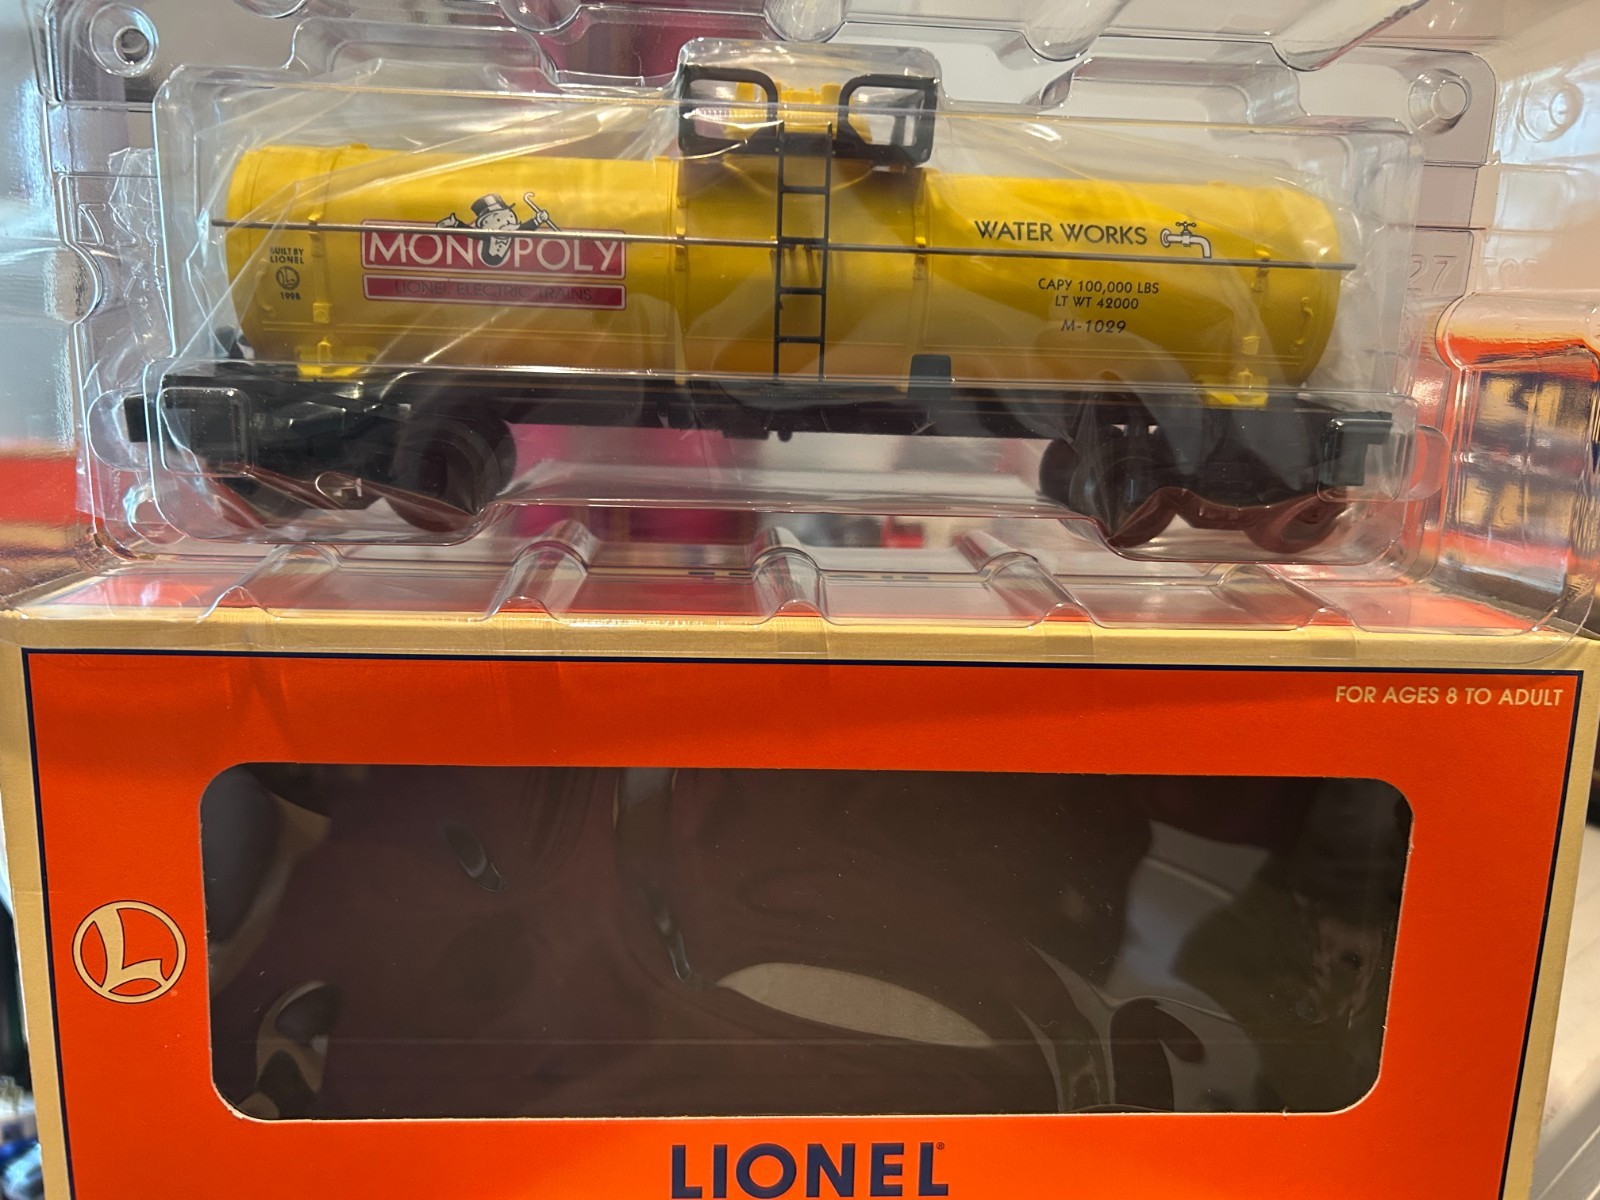 BUILT BY
LIONEL
L
1998
MONOPOLY
LIONEL ELECTRIC TRAINS
WATER WORKS
CAPY 100,000 LBS
LT WT 42000
M-1029
27
FOR AGES 8 TO ADULT
L
LIONEL®